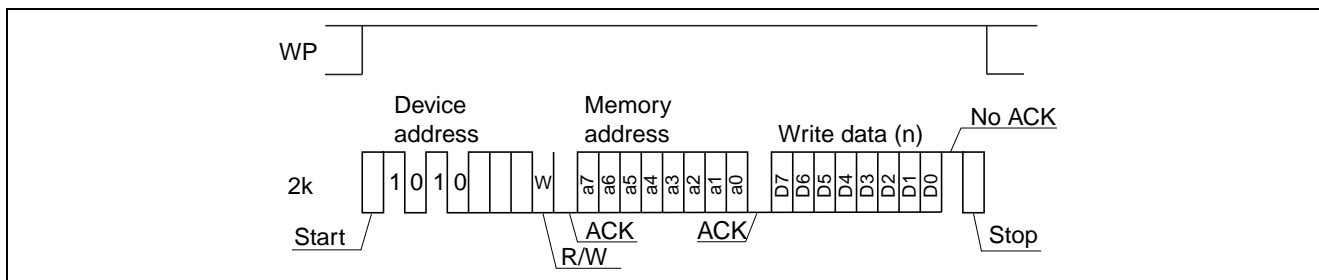 WP
Device address
Memory address
Write data (n)
No ACK
2k
1 0 1 0 W a7 a6 a5 a4 a3 a2 a1 a0 D7 D6 D5 D4 D3 D2 D1 D0
Start
ACK
ACK
Stop
R/W